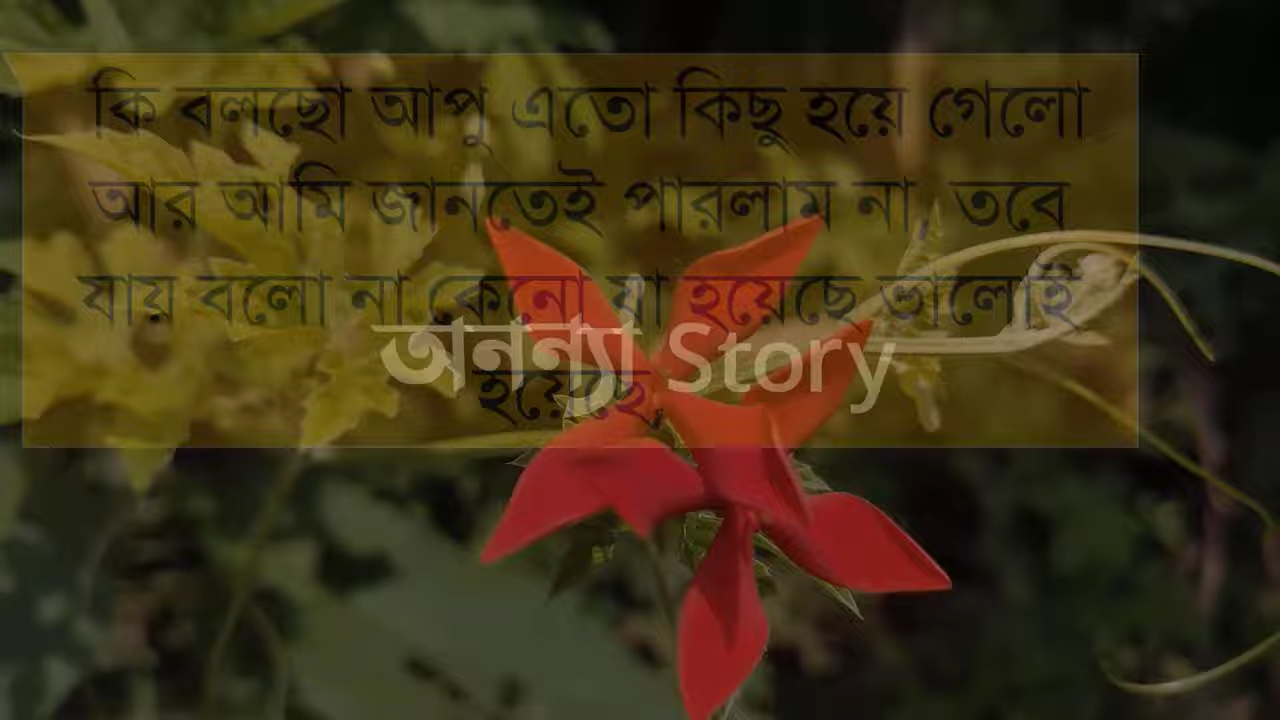 কি বলছো আপু এতো কিছু হয়ে গেলো
আর আমি জানতেই পারলাম না, তবে
যায় বলো না কেনো যা হয়েছে ভালোই
অনন্যা Story
হয়েছে